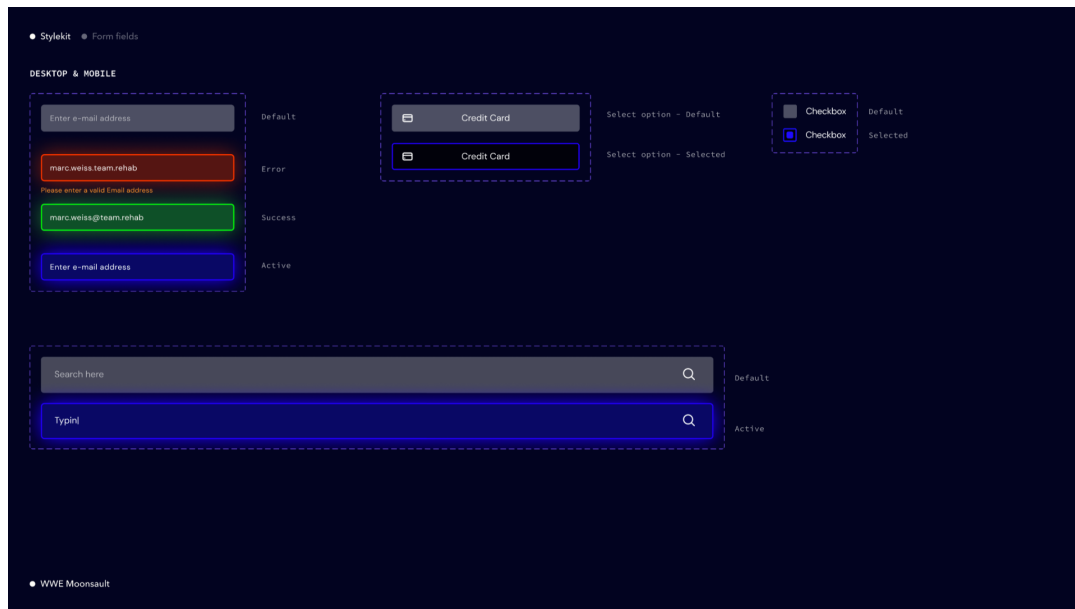 Stylekit Form fields
DESKTOP & MOBILE
Enter e-mail address
Default
marc.weiss.team.rehab
Error
Please enter a valid Email address
marc.weiss@team.rehab
Success
Enter e-mail address
Active
Credit Card
Select option - Default
Credit Card
Select option - Selected
Checkbox
Default
Checkbox
Selected
Search here
Default
Typin|
Active
WWE Moonsault